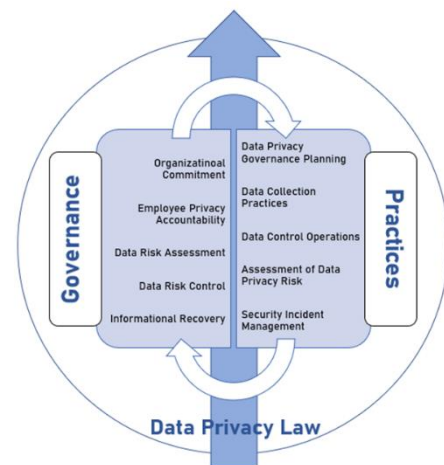 Governance
Organizatinoal
Commitment
Employee Privacy
Accountability
Data Risk Assessment
Data Risk Control
Informational Recovery
Data Privacy
Governance Planning
Data Collection
Practices
Data Control Operations
Assessment of Data
Privacy Risk
Security Incident
Management
Practices
Data Privacy Law